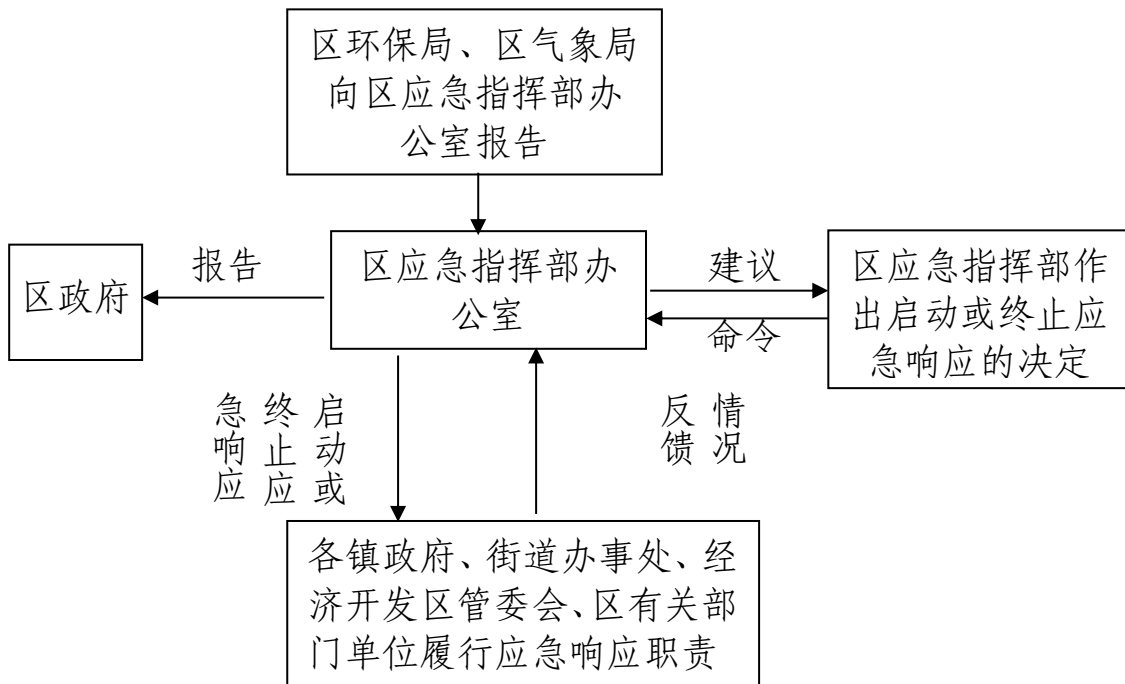 区环保局、区气象局
向区应急指挥部办
公室报告
区政府
报告
区应急指挥部办
公室
建议
命令
区应急指挥部作
出启动或终止应
急响应的决定
启动或
终止应
急响应
情况
反馈
各镇政府、街道办事处、经
济开发区管委会、区有关部
门单位履行应急响应职责